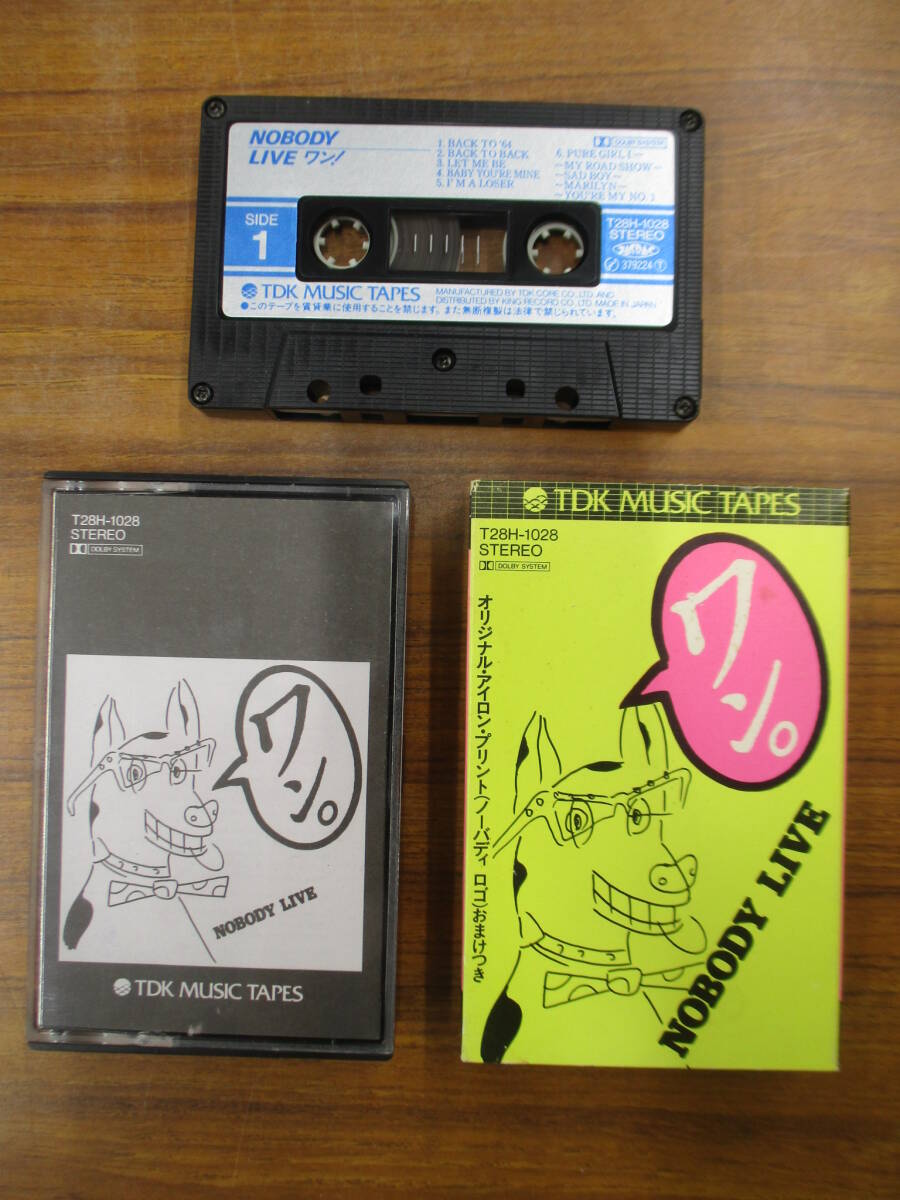 NOBODY
LIVE ワン!
1. BACK TO '64
2. BACK TO BACK
3. LET ME BE
4. BABY YOU'RE MINE
5. I'M A LOSER
DOLBY SYSTEM
6. PURE GIRL I~
~MY ROAD SHOW~
~SAD BOY~
~MARILYN~
~YOU'RE MY NO. 1
SIDE
1
T28H-1028
STEREO
379224 T
TDK MUSIC TAPES
MANUFACTURED BY TDK CORE CO., LTD. AND
DISTRIBUTED BY KING RECORD CO., LTD. MADE IN JAPAN
●このテープを賃貸業に使用することを禁じます。また無断複製は法律で禁じられています。
T28H-1028
STEREO
DOLBY SYSTEM
ワン。
NOBODY LIVE
TDK MUSIC TAPES
TDK MUSIC TAPES
T28H-1028
STEREO
DOLBY SYSTEM
ワン。
オリジナル・アイロン・プリント(ノーバディ ロゴ)おまけつき
NOBODY LIVE